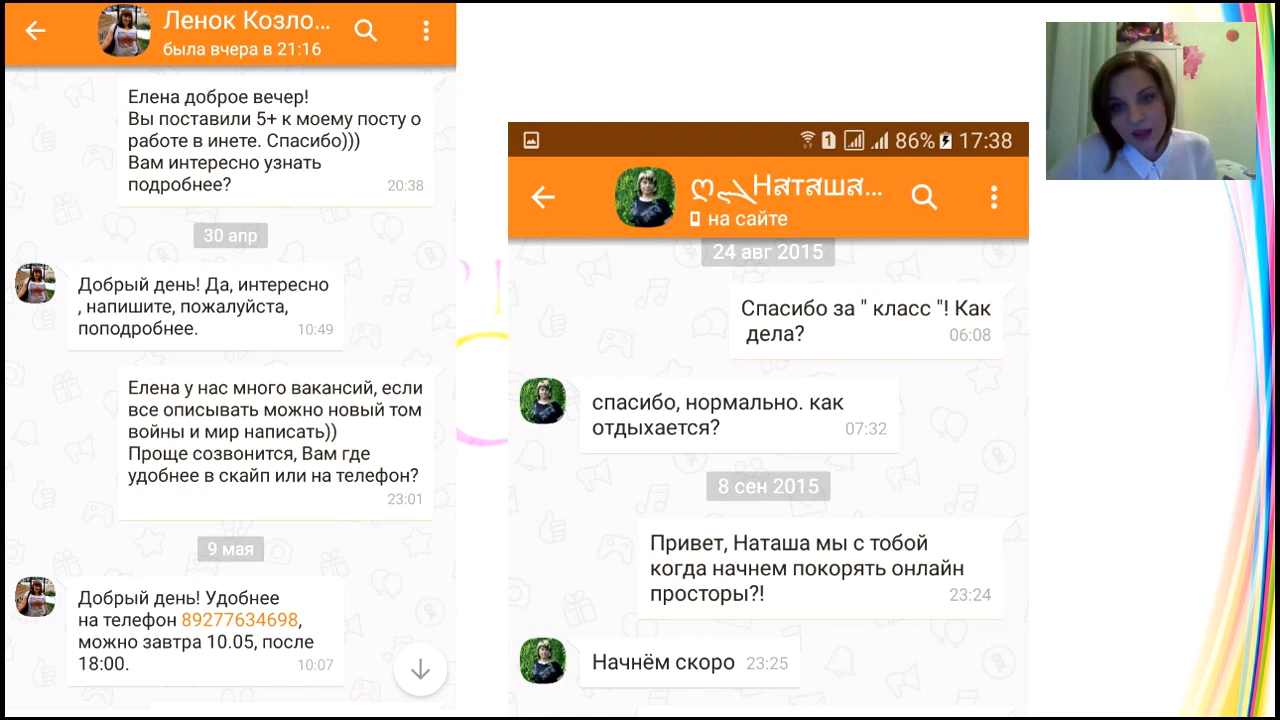 Ленок Козло...
была вчера в 21:16
Елена доброе вечер!
Вы поставили 5+ к моему посту о
работе в инете. Спасибо)))
Вам интересно узнать
подробнее?
20:38
30 апр
Добрый день! Да, интересно
, напишите, пожалуйста,
поподробнее.
10:49
Елена у нас много вакансий, если
все описывать можно новый том
войны и мир написать))
Проще созвонится, Вам где
удобнее в скайп или на телефон?
23:01
9 мая
Добрый день! Удобнее
на телефон 89277634698,
можно завтра 10.05, после
18:00.
10:07
1
86%
17:38
Наташа...
на сайте
24 авг 2015
Спасибо за " класс "! Как
дела?
06:08
спасибо, нормально. как
отдыхается?
07:32
8 сен 2015
Привет, Наташа мы с тобой
когда начнем покорять онлайн
просторы?!
23:24
Начнём скоро
23:25